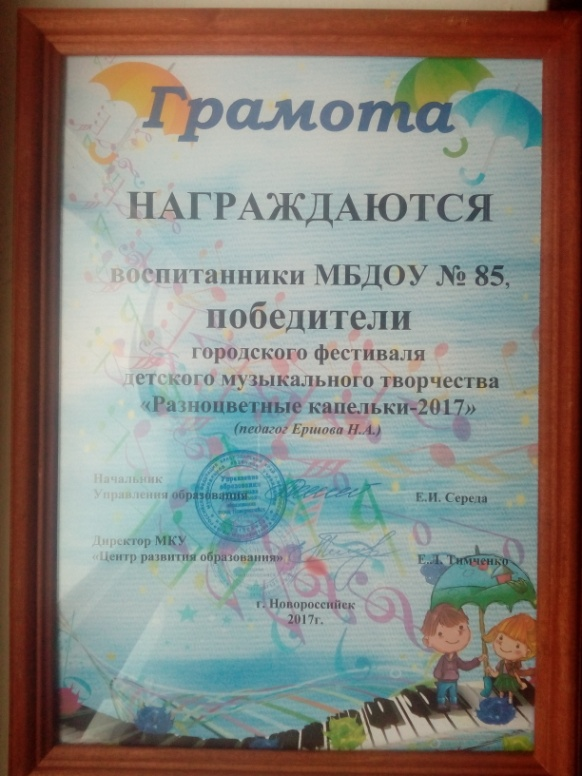 Грамота
НАГРАЖДАЮТСЯ
воспитанники МБДОУ № 85,
победители
городского фестиваля
детского музыкального творчества
«Разноцветные капельки-2017»
(педагог Ершова Н.А.)
Начальник
Управления образования
Е.И. Середа
Директор МКУ
«Центр развития образования»
Е.Л. Тимченко
г. Новороссийск
2017г.